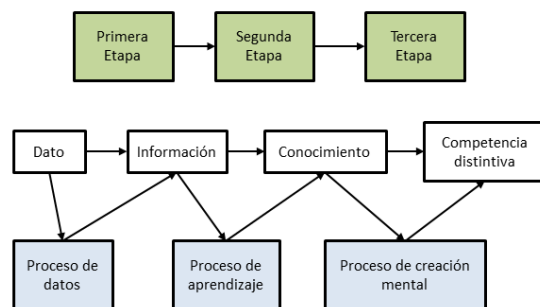 Primera
Etapa
Segunda
Etapa
Tercera
Etapa
Dato
Información
Conocimiento
Competencia
distintiva
Proceso de
datos
Proceso de
aprendizaje
Proceso de creación
mental